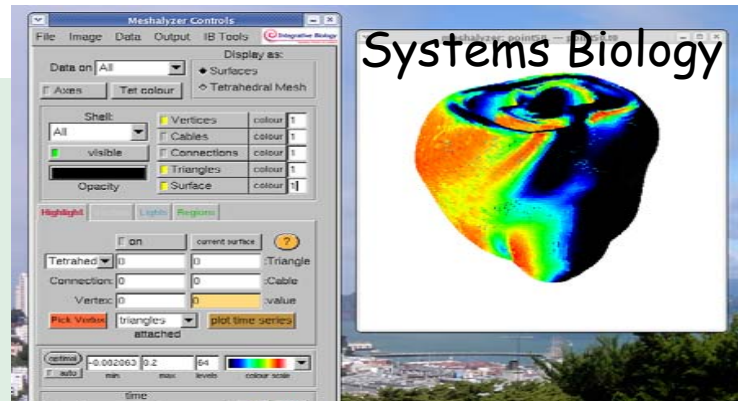 Meshalyzer Controls
File Image Data Output IB Tools Integrative Biology
Display as:
Data on All
Surfaces
Axes Tet colour
Tetrahedral Mesh
Shell:
All
visible
Opacity
Vertices colour 1
Cables colour 1
Connections colour 1
Triangles colour 1
Surface colour 1
Highlight Lights Regions
on current surface ?
Tetrahed 0 0 :Triangle
Connection: 0 0 :Cable
Vertex: 0 0 :value
Pick Vertex triangles plot time series
attached
optimal -0.002063 0.2 64
auto min max levels colour scale
time
Systems Biology